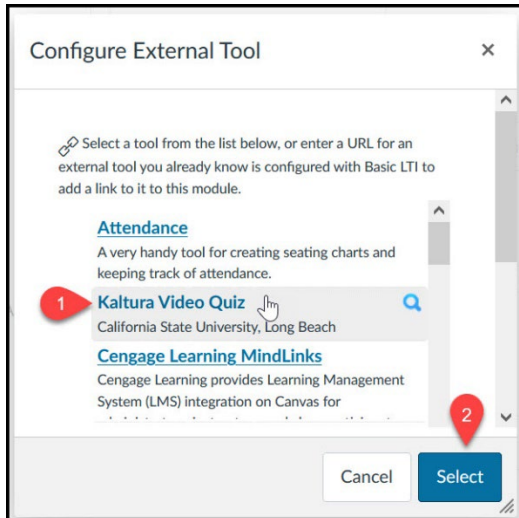 Configure External Tool
×
Select a tool from the list below, or enter a URL for an
external tool you already know is configured with Basic LTI to
add a link to it to this module.
Attendance
A very handy tool for creating seating charts and
keeping track of attendance.
1
Kaltura Video Quiz
California State University, Long Beach
Cengage Learning MindLinks
Cengage Learning provides Learning Management
System (LMS) integration on Canvas for
2
Cancel
Select